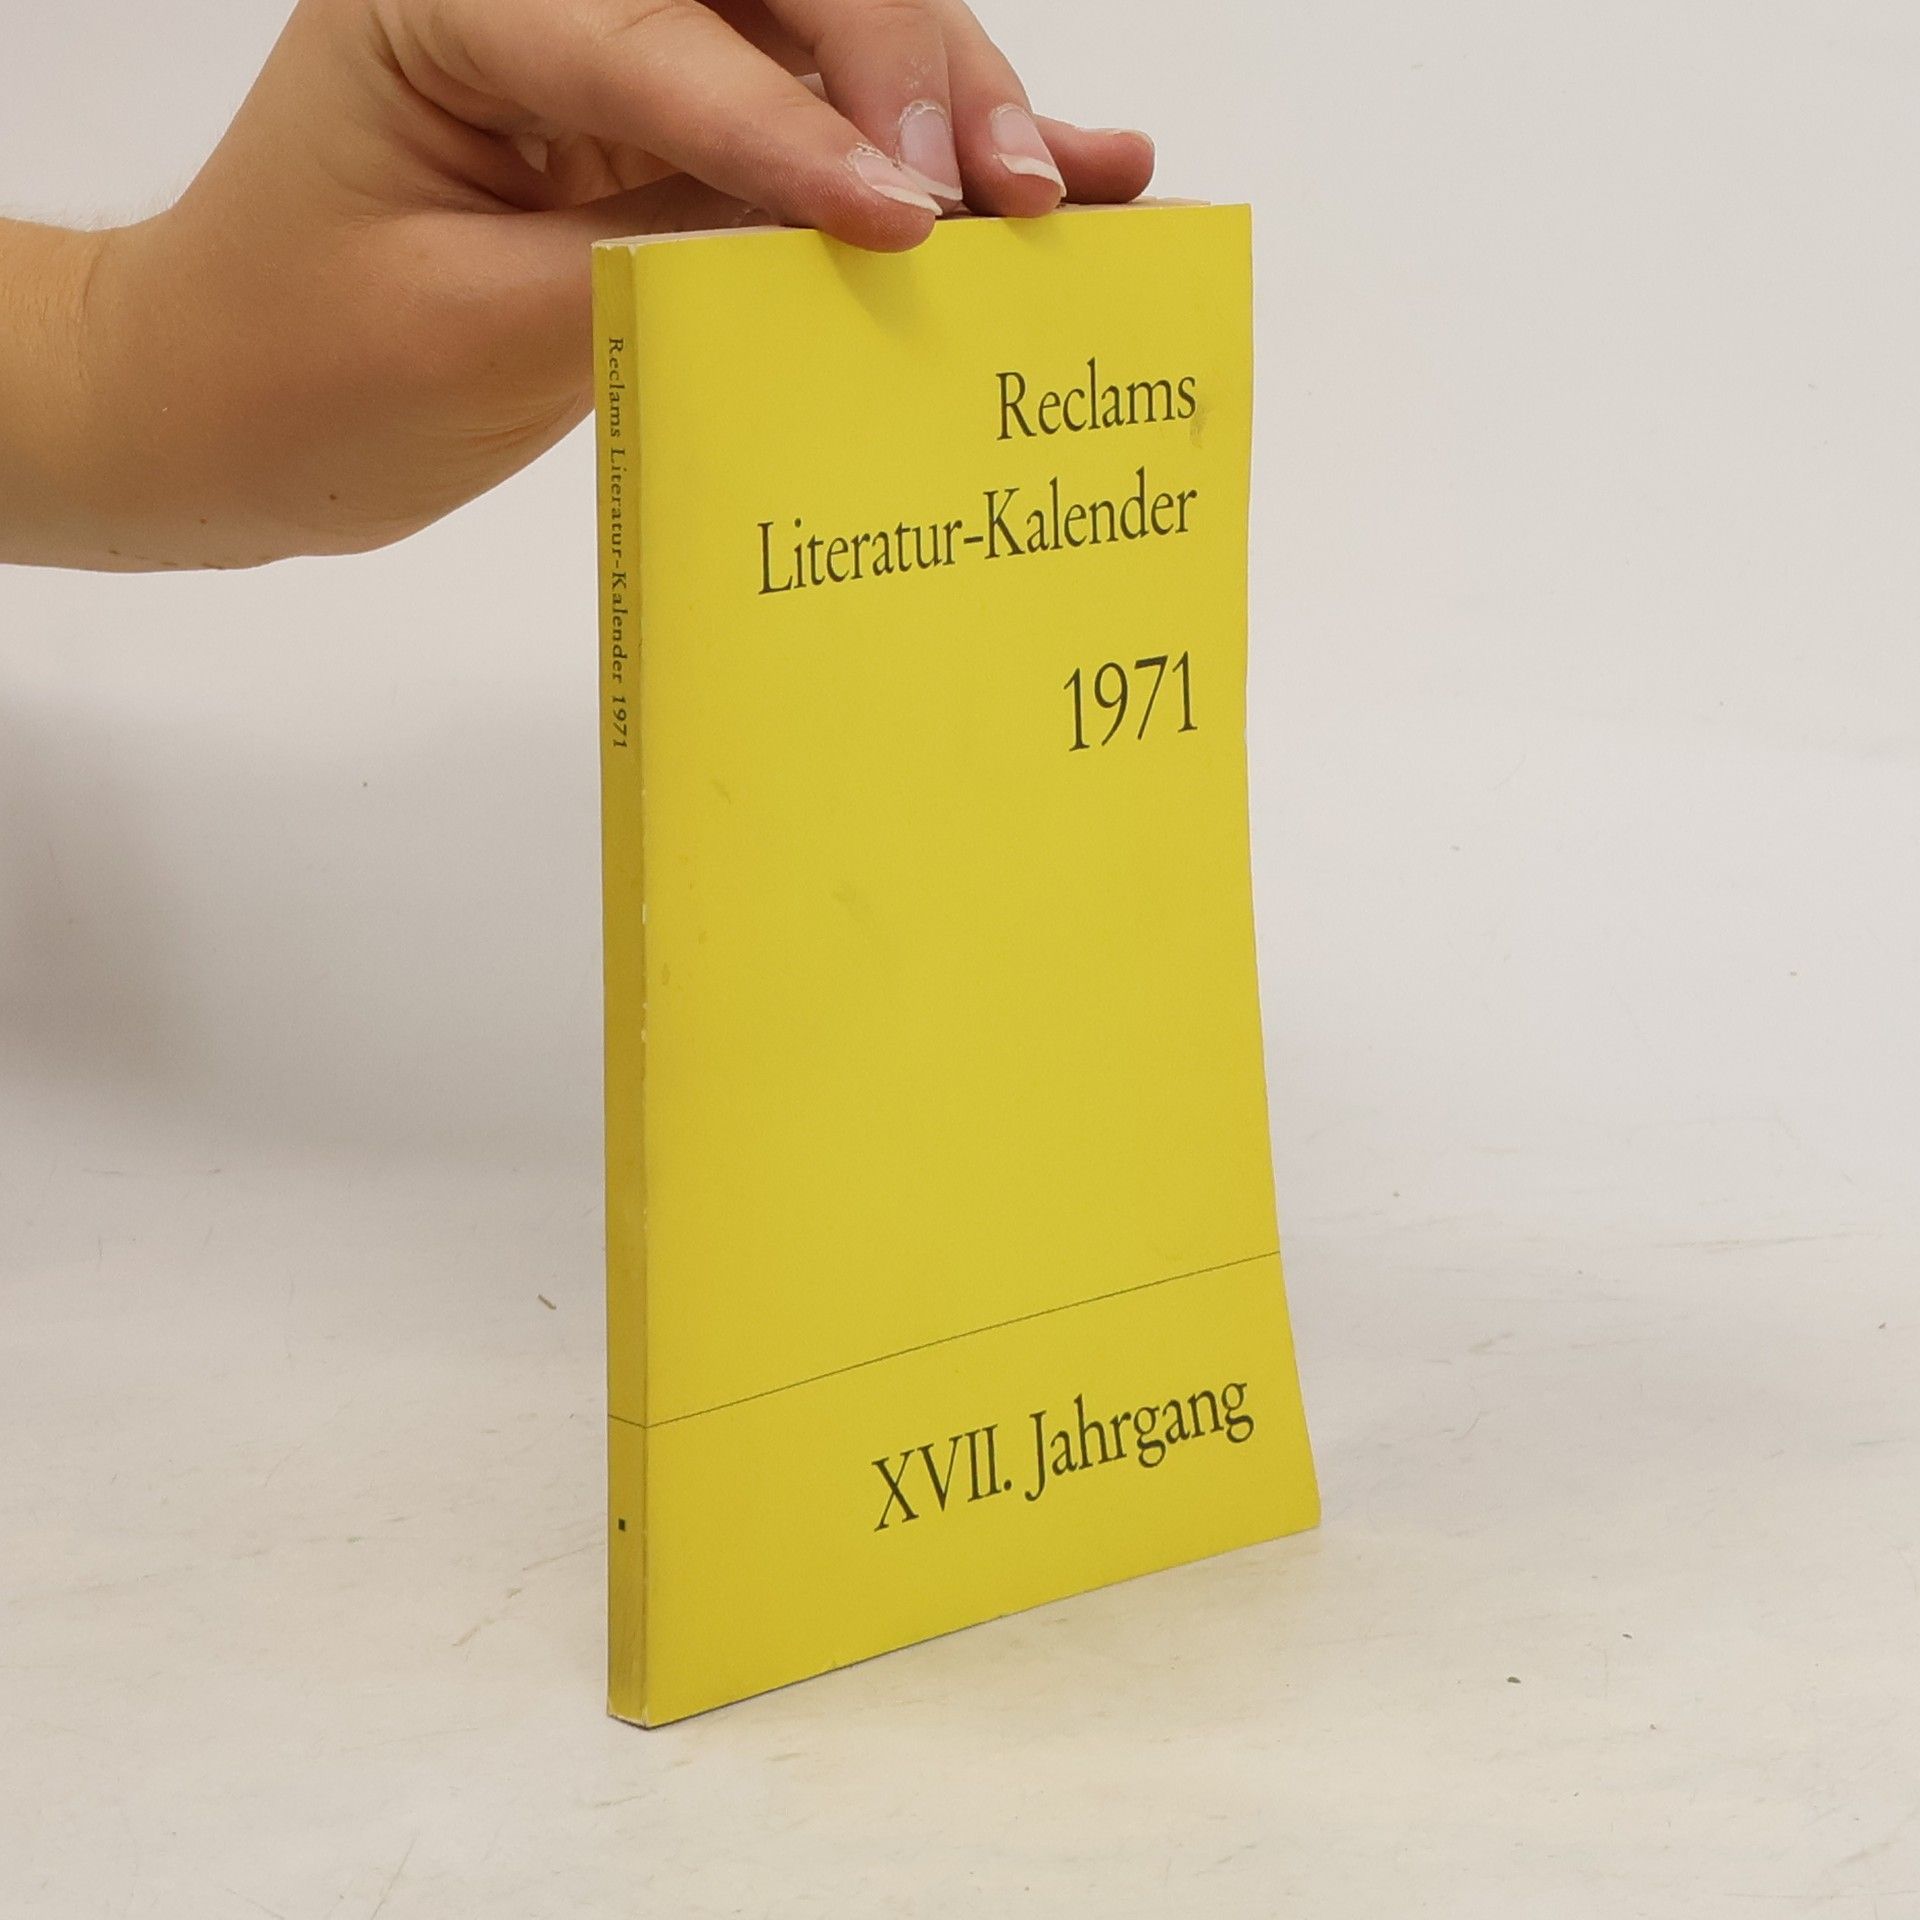 Reclams
Literatur-Kalender
1971
XVII. Jahrgang
Reclams Literatur-Kalender 1971